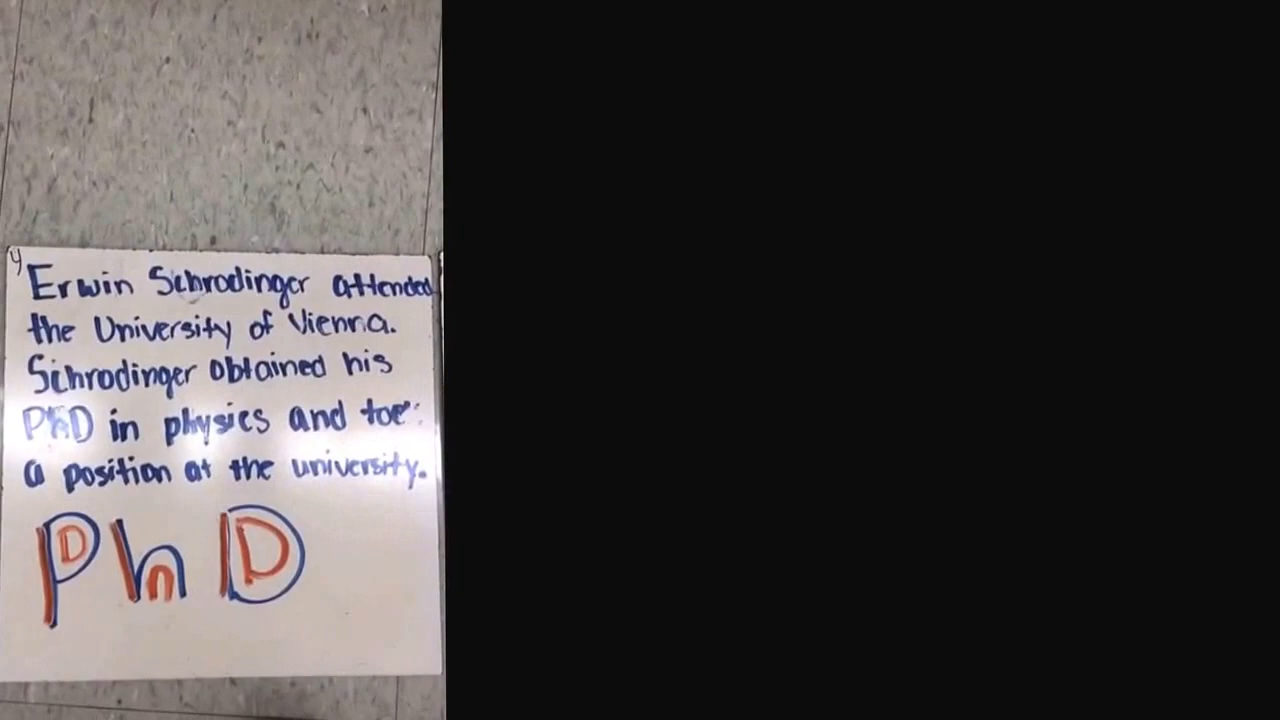 4
Erwin Schrodinger attended
the University of Vienna.
Schrodinger obtained his
PhD in physics and
a position at the university.
PhD